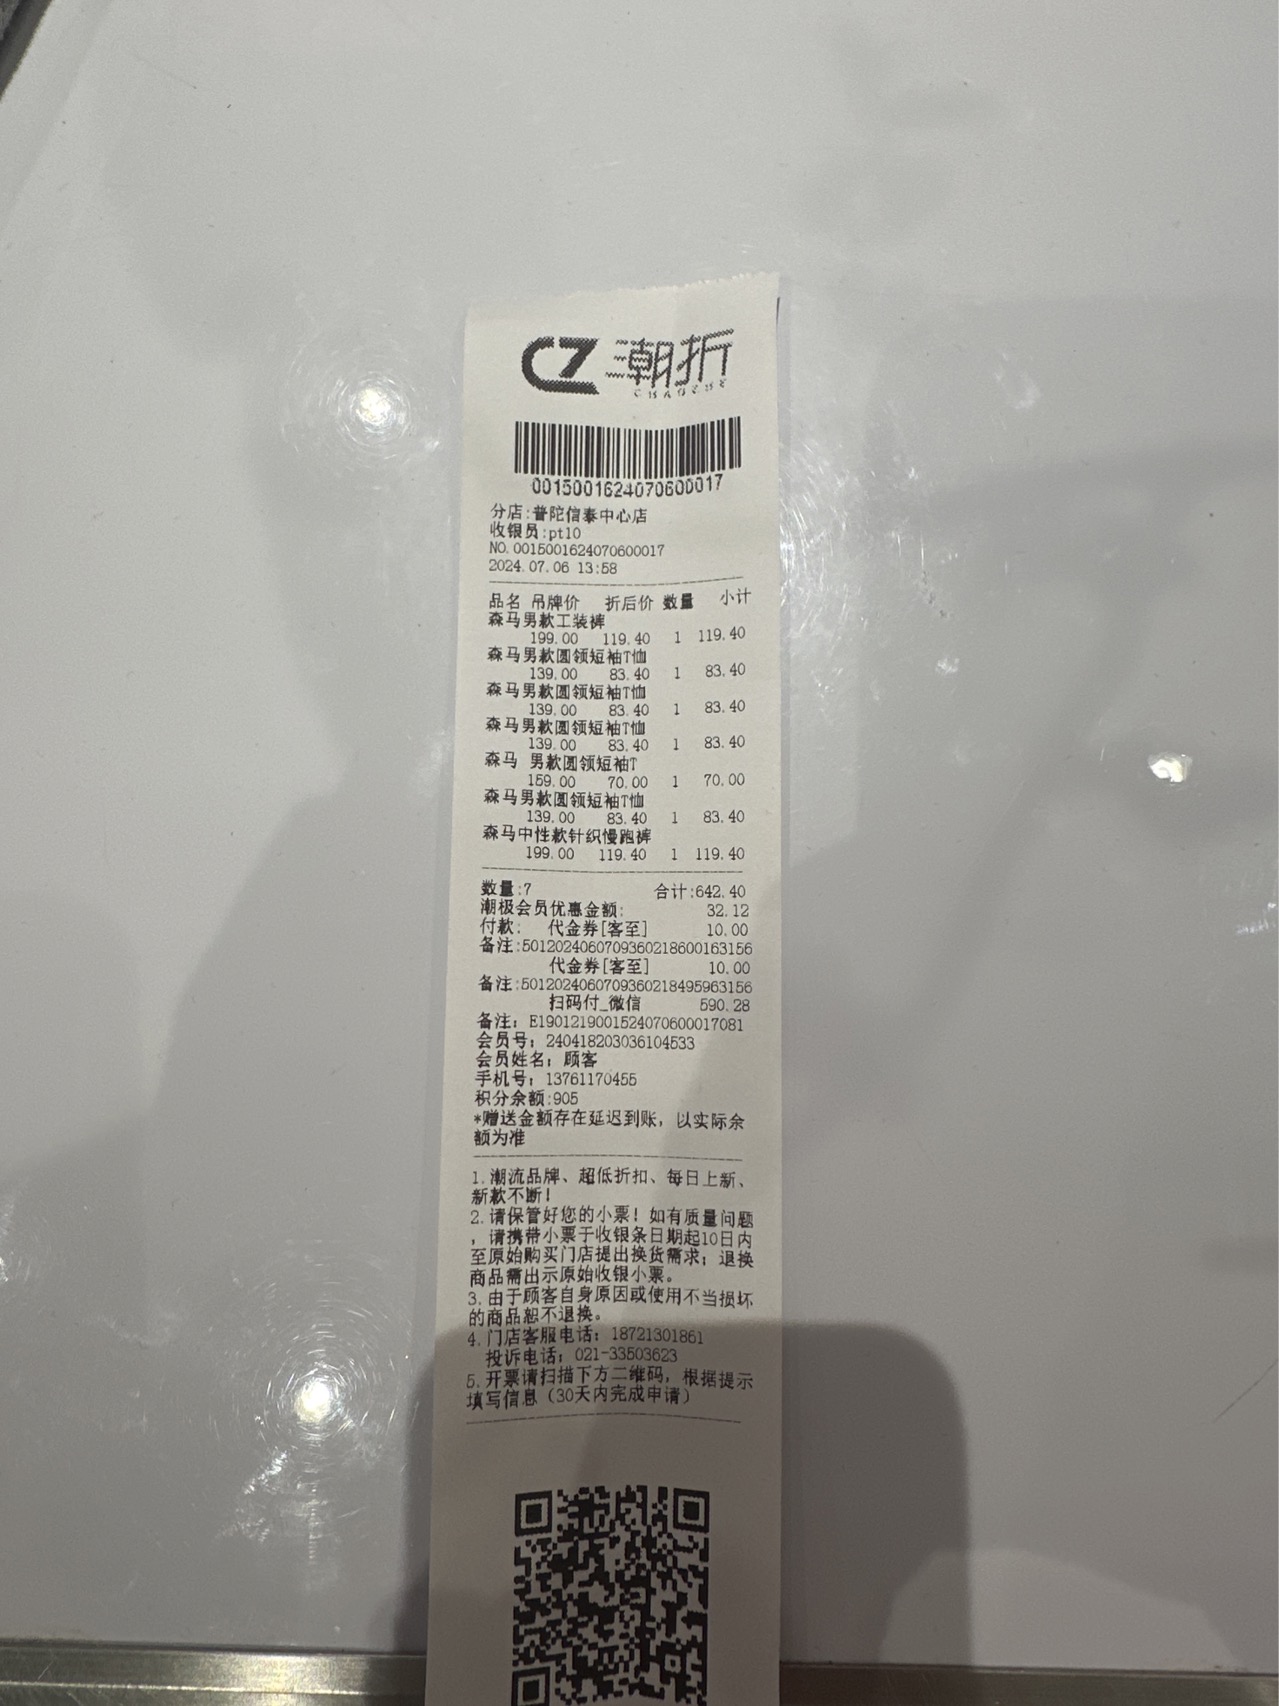 CZ 潮折
CHAOZHE
0015001624070600017
分店:普陀信泰中心店
收银员:pt10
NO.0015001624070600017
2024.07.06 13:58
品名 吊牌价 折后价 数量 小计
森马男款工装裤
199.00 119.40 1 119.40
森马男款圆领短袖T恤
139.00 83.40 1 83.40
森马男款圆领短袖T恤
139.00 83.40 1 83.40
森马男款圆领短袖T恤
139.00 83.40 1 83.40
森马 男款圆领短袖T
159.00 70.00 1 70.00
森马男款圆领短袖T恤
139.00 83.40 1 83.40
森马中性款针织慢跑裤
199.00 119.40 1 119.40
数量:7 合计:642.40
潮极会员优惠金额: 32.12
付款: 代金券[客至] 10.00
备注:5012024060709360218600163156
代金券[客至] 10.00
备注:5012024060709360218495963156
扫码付_微信 590.28
备注: E1901219001524070600017081
会员号: 240418203036104533
会员姓名: 顾客
手机号: 13761170455
积分余额:905
*赠送金额存在延迟到账，以实际余
额为准
1.潮流品牌、超低折扣、每日上新、
新款不断！
2.请保管好您的小票！如有质量问题
，请携带小票于收银条日期起10日内
至原始购买门店提出换货需求；退换
商品需出示原始收银小票。
3.由于顾客自身原因或使用不当损坏
的商品恕不退换。
4.门店客服电话: 18721301861
投诉电话: 021-33503623
5.开票请扫描下方二维码，根据提示
填写信息（30天内完成申请）